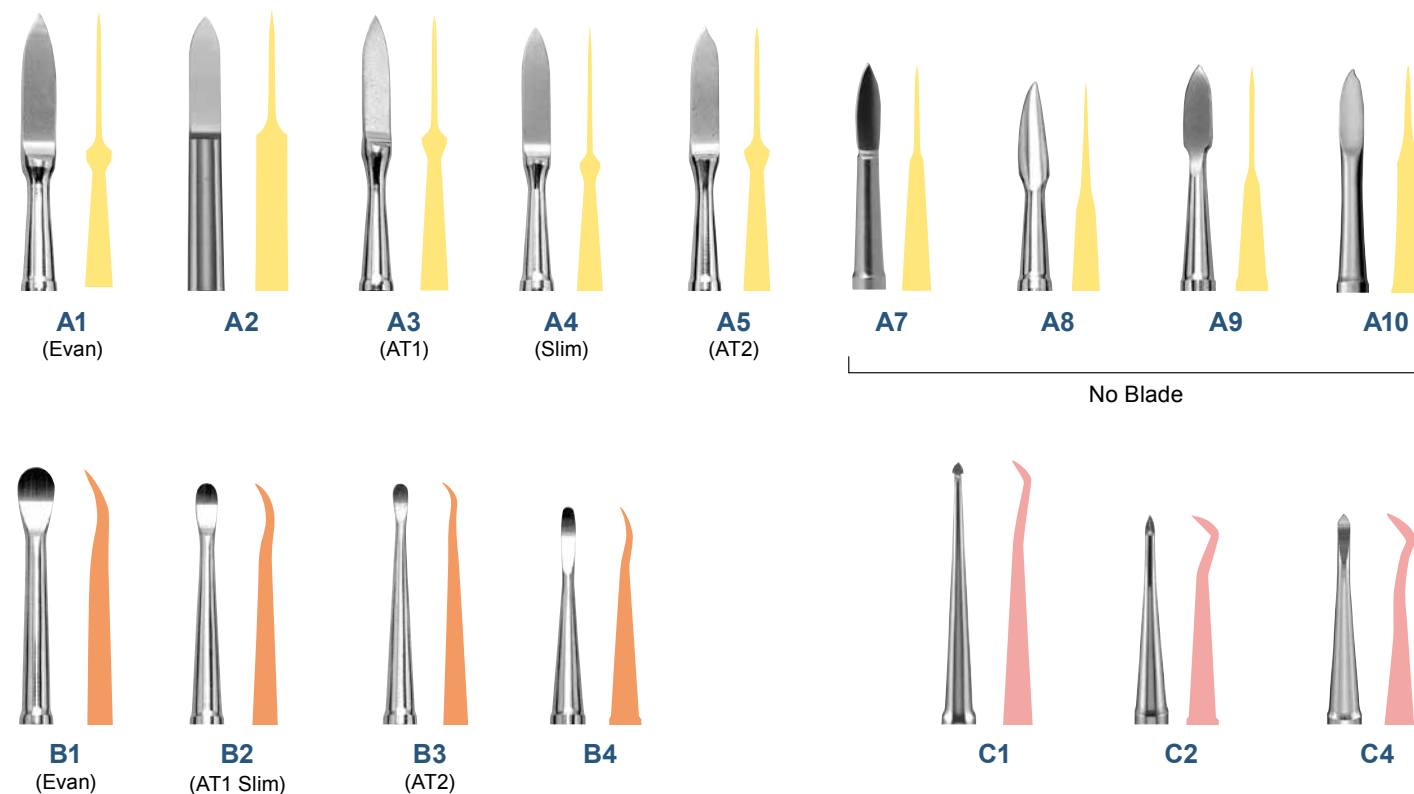 A1 A2 A3 A4 A5 A7 A8 A9 A10
(Evan) (AT1) (Slim) (AT2)
No Blade
B1 B2 B3 B4 C1 C2 C4
(Evan) (AT1 Slim) (AT2)